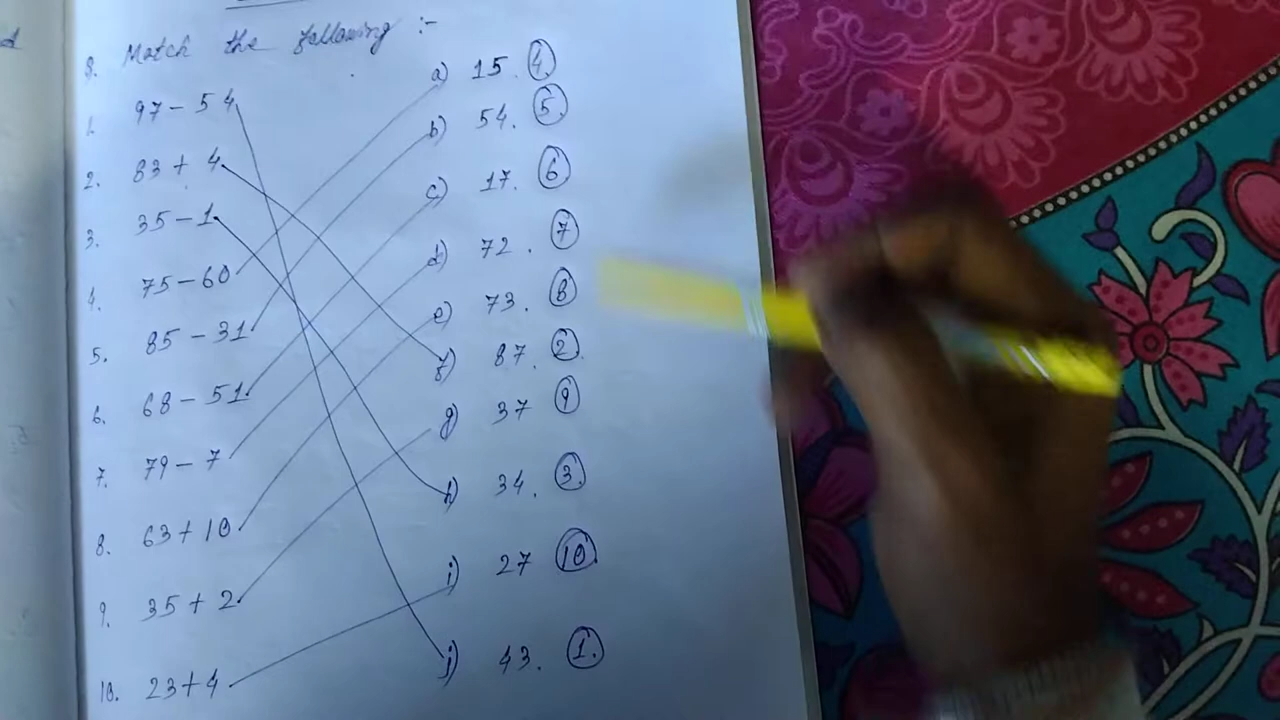 8. Match the following :-
1. 97 - 54 a) 15. 4.
2. 83 + 4 b) 54. 5.
3. 35 - 1 c) 17. 6
4. 75 - 60 d) 72. 7
5. 85 - 31 e) 73. 8
6. 68 - 51 f) 87. 2.
7. 79 - 7 g) 37 9
8. 63 + 10 h) 34. 3.
9. 35 + 2 i) 27 10
10. 23 + 4 j) 43. 1.